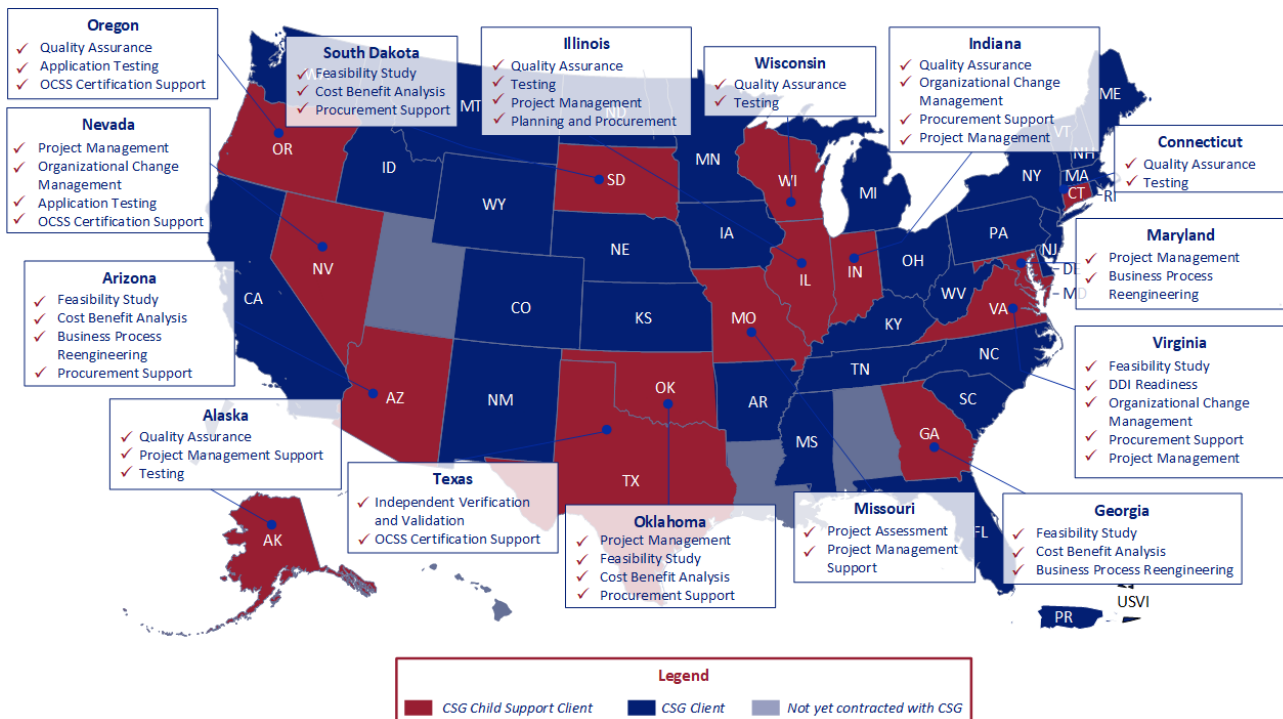 Oregon
Quality Assurance
Application Testing
OCSS Certification Support
South Dakota
Feasibility Study
Cost Benefit Analysis
Procurement Support
Illinois
Quality Assurance
Testing
Project Management
Planning and Procurement
Wisconsin
Quality Assurance
Testing
Indiana
Quality Assurance
Organizational Change
Management
Procurement Support
Project Management
Nevada
Project Management
Organizational Change
Management
Application Testing
OCSS Certification Support
Connecticut
Quality Assurance
Testing
Maryland
Project Management
Business Process
Reengineering
Arizona
Feasibility Study
Cost Benefit Analysis
Business Process
Reengineering
Procurement Support
Virginia
Feasibility Study
DDI Readiness
Organizational Change
Management
Procurement Support
Project Management
Alaska
Quality Assurance
Project Management Support
Testing
Texas
Independent Verification
and Validation
OCSS Certification Support
Oklahoma
Project Management
Feasibility Study
Cost Benefit Analysis
Procurement Support
Missouri
Project Assessment
Project Management
Support
Georgia
Feasibility Study
Cost Benefit Analysis
Business Process Reengineering
MT
ND
ME
VT
NH
OR
ID
MN
NY
MA
RI
CT
SD
WI
MI
WY
IA
PA
NJ
NE
NV
IL
IN
OH
DE
MD
CA
CO
KS
MO
WV
VA
KY
NC
TN
AZ
NM
OK
AR
SC
MS
GA
TX
AK
FL
USVI
PR
Legend
CSG Child Support Client
CSG Client
Not yet contracted with CSG